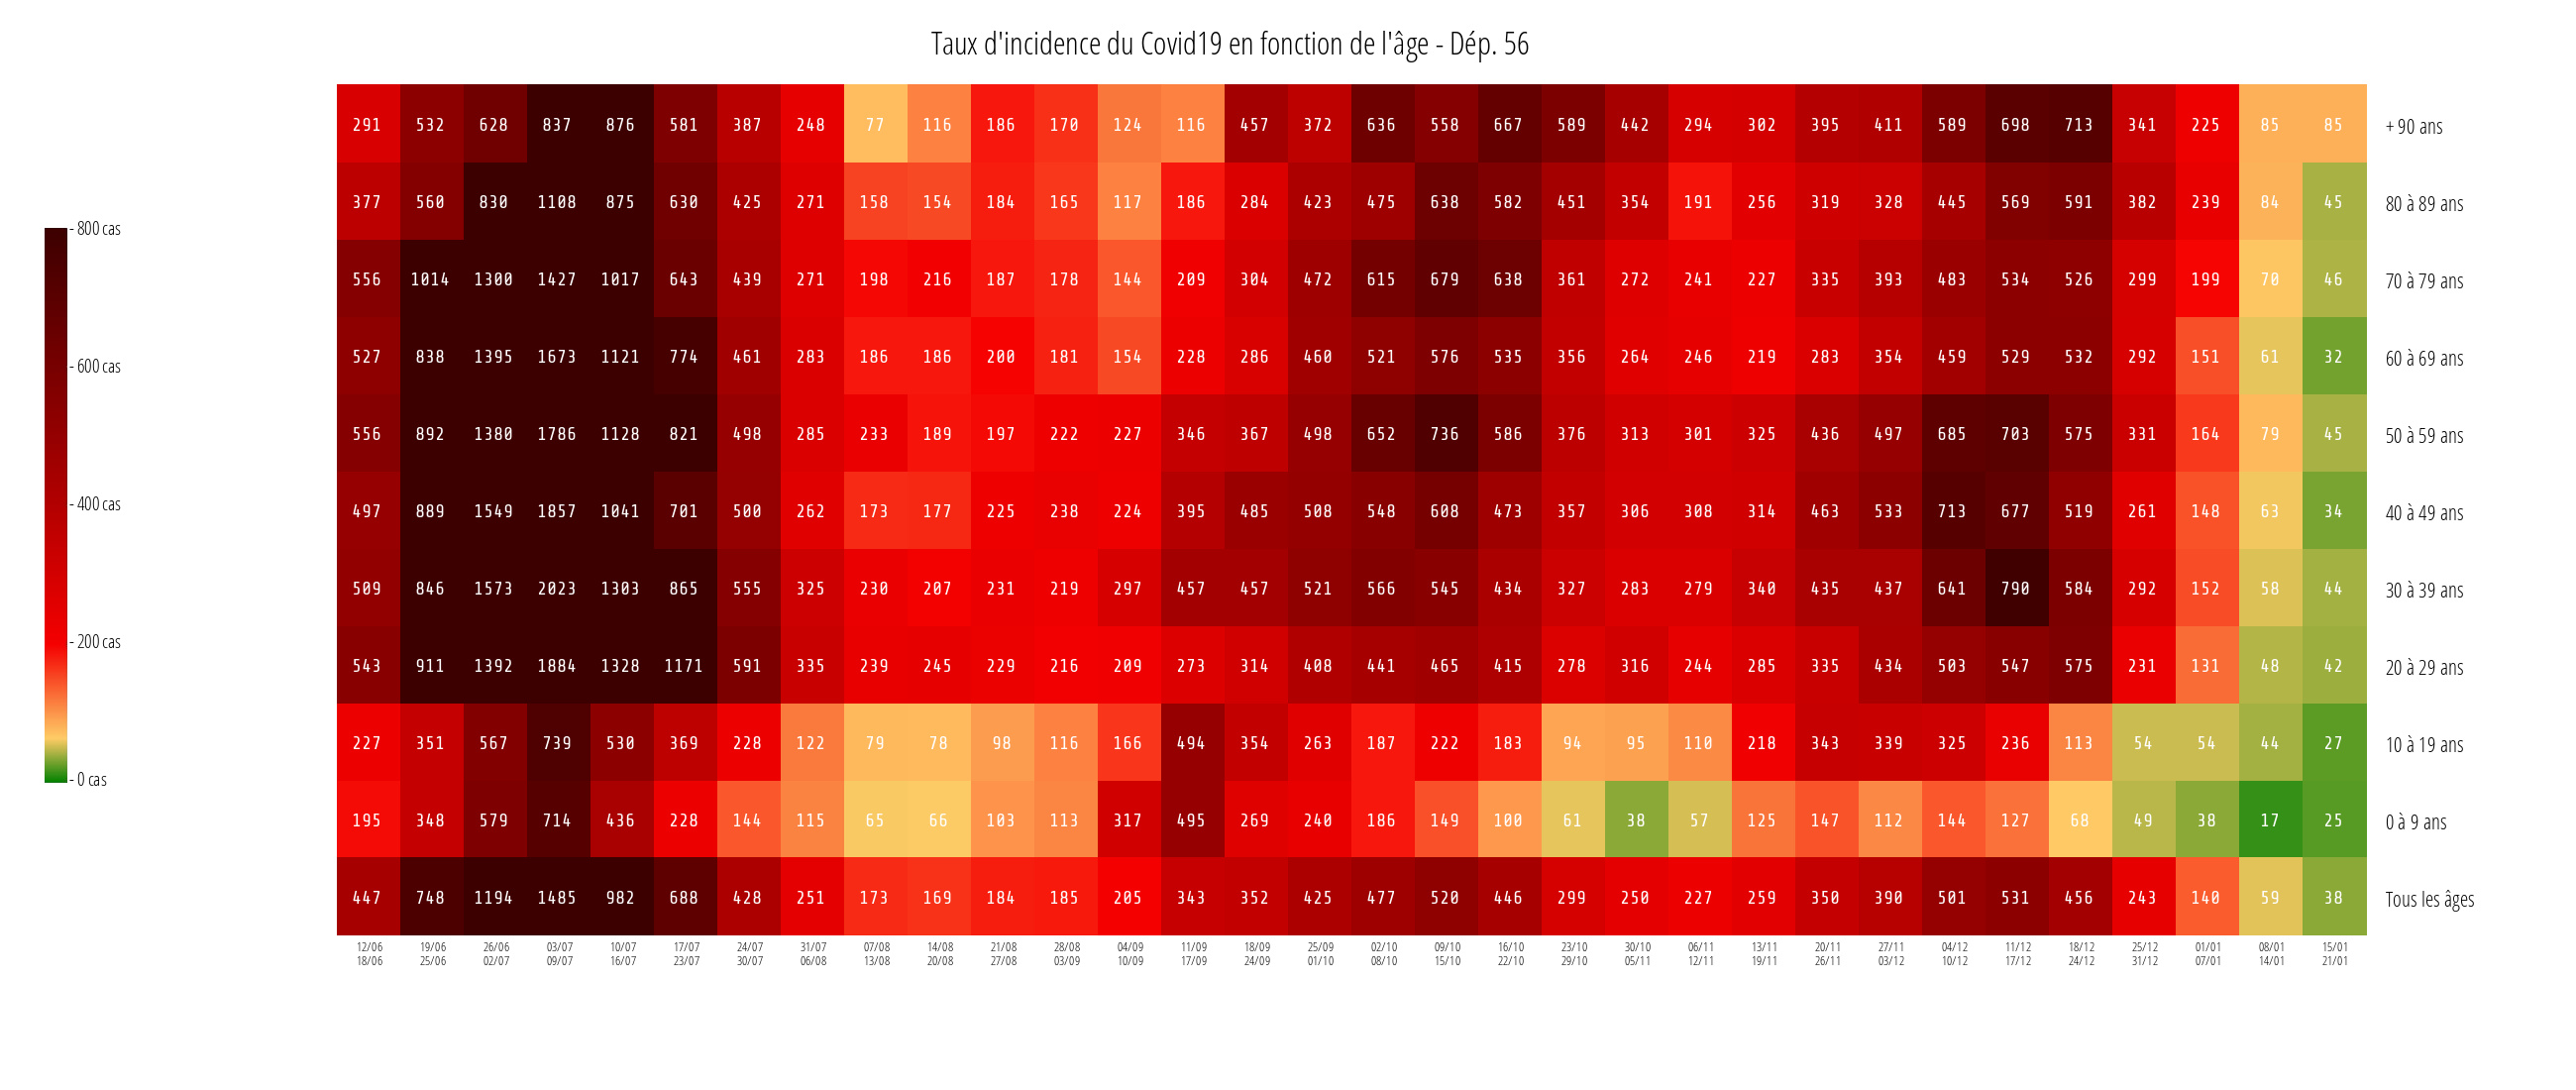 Taux d'incidence du Covid19 en fonction de l'âge - Dép. 56
291 532 628 837 876 581 387 248 77 116 186 170 124 116 457 372 636 558 667 589 442 294 302 395 411 589 698 713 341 225 85 85 + 90 ans
377 560 830 1108 875 630 425 271 158 154 184 165 117 186 284 423 475 638 582 451 354 191 256 319 328 445 569 591 382 239 84 45 80 à 89 ans
- 800 cas
556 1014 1300 1427 1017 643 439 271 198 216 187 178 144 209 304 472 615 679 638 361 272 241 227 335 393 483 534 526 299 199 70 46 70 à 79 ans
527 838 1395 1673 1121 774 461 283 186 186 200 181 154 228 286 460 521 576 535 356 264 246 219 283 354 459 529 532 292 151 61 32 60 à 69 ans
- 600 cas
556 892 1380 1786 1128 821 498 285 233 189 197 222 227 346 367 498 652 736 586 376 313 301 325 436 497 685 703 575 331 164 79 45 50 à 59 ans
- 400 cas
497 889 1549 1857 1041 701 500 262 173 177 225 238 224 395 485 508 548 608 473 357 306 308 314 463 533 713 677 519 261 148 63 34 40 à 49 ans
509 846 1573 2023 1303 865 555 325 230 207 231 219 297 457 457 521 566 545 434 327 283 279 340 435 437 641 790 584 292 152 58 44 30 à 39 ans
- 200 cas
543 911 1392 1884 1328 1171 591 335 239 245 229 216 209 273 314 408 441 465 415 278 316 244 285 335 434 503 547 575 231 131 48 42 20 à 29 ans
227 351 567 739 530 369 228 122 79 78 98 116 166 494 354 263 187 222 183 94 95 110 218 343 339 325 236 113 54 54 44 27 10 à 19 ans
- 0 cas
195 348 579 714 436 228 144 115 65 66 103 113 317 495 269 240 186 149 100 61 38 57 125 147 112 144 127 68 49 38 17 25 0 à 9 ans
447 748 1194 1485 982 688 428 251 173 169 184 185 205 343 352 425 477 520 446 299 250 227 259 350 390 501 531 456 243 140 59 38 Tous les âges
12/06 19/06 26/06 03/07 10/07 17/07 24/07 31/07 07/08 14/08 21/08 28/08 04/09 11/09 18/09 25/09 02/10 09/10 16/10 23/10 30/10 06/11 13/11 20/11 27/11 04/12 11/12 18/12 25/12 01/01 08/01 15/01
18/06 25/06 02/07 09/07 16/07 23/07 30/07 06/08 13/08 20/08 27/08 03/09 10/09 17/09 24/09 01/10 08/10 15/10 22/10 29/10 05/11 12/11 19/11 26/11 03/12 10/12 17/12 24/12 31/12 07/01 14/01 21/01